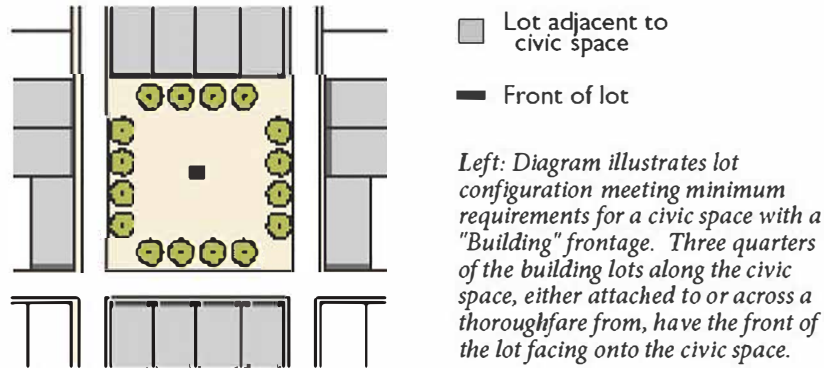 Lot adjacent to
civic space
Front of lot
Left: Diagram illustrates lot
configuration meeting minimum
requirements for a civic space with a
"Building" frontage. Three quarters
of the building lots along the civic
space, either attached to or across a
thoroughfare from, have the front of
the lot facing onto the civic space.